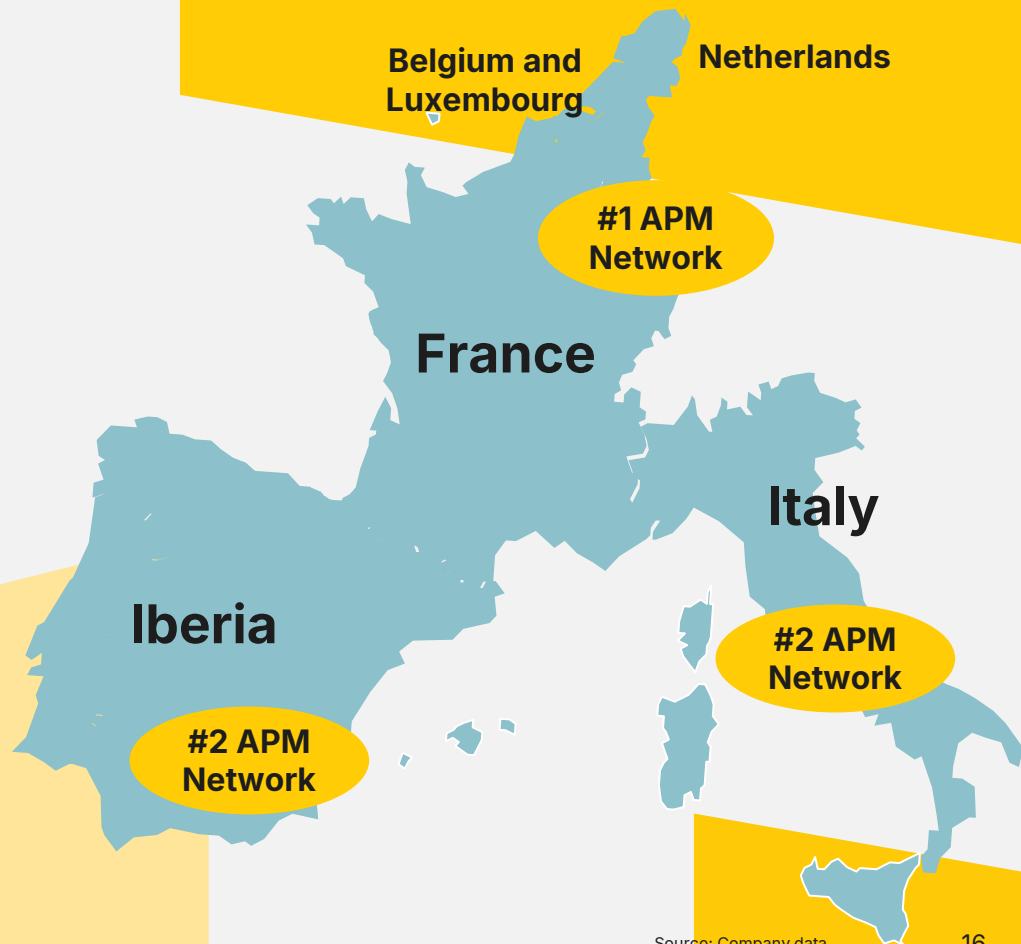 Belgium and
Luxembourg
Netherlands
#1 APM
Network
France
Italy
Iberia
#2 APM
Network
#2 APM
Network
Source: Company data
16